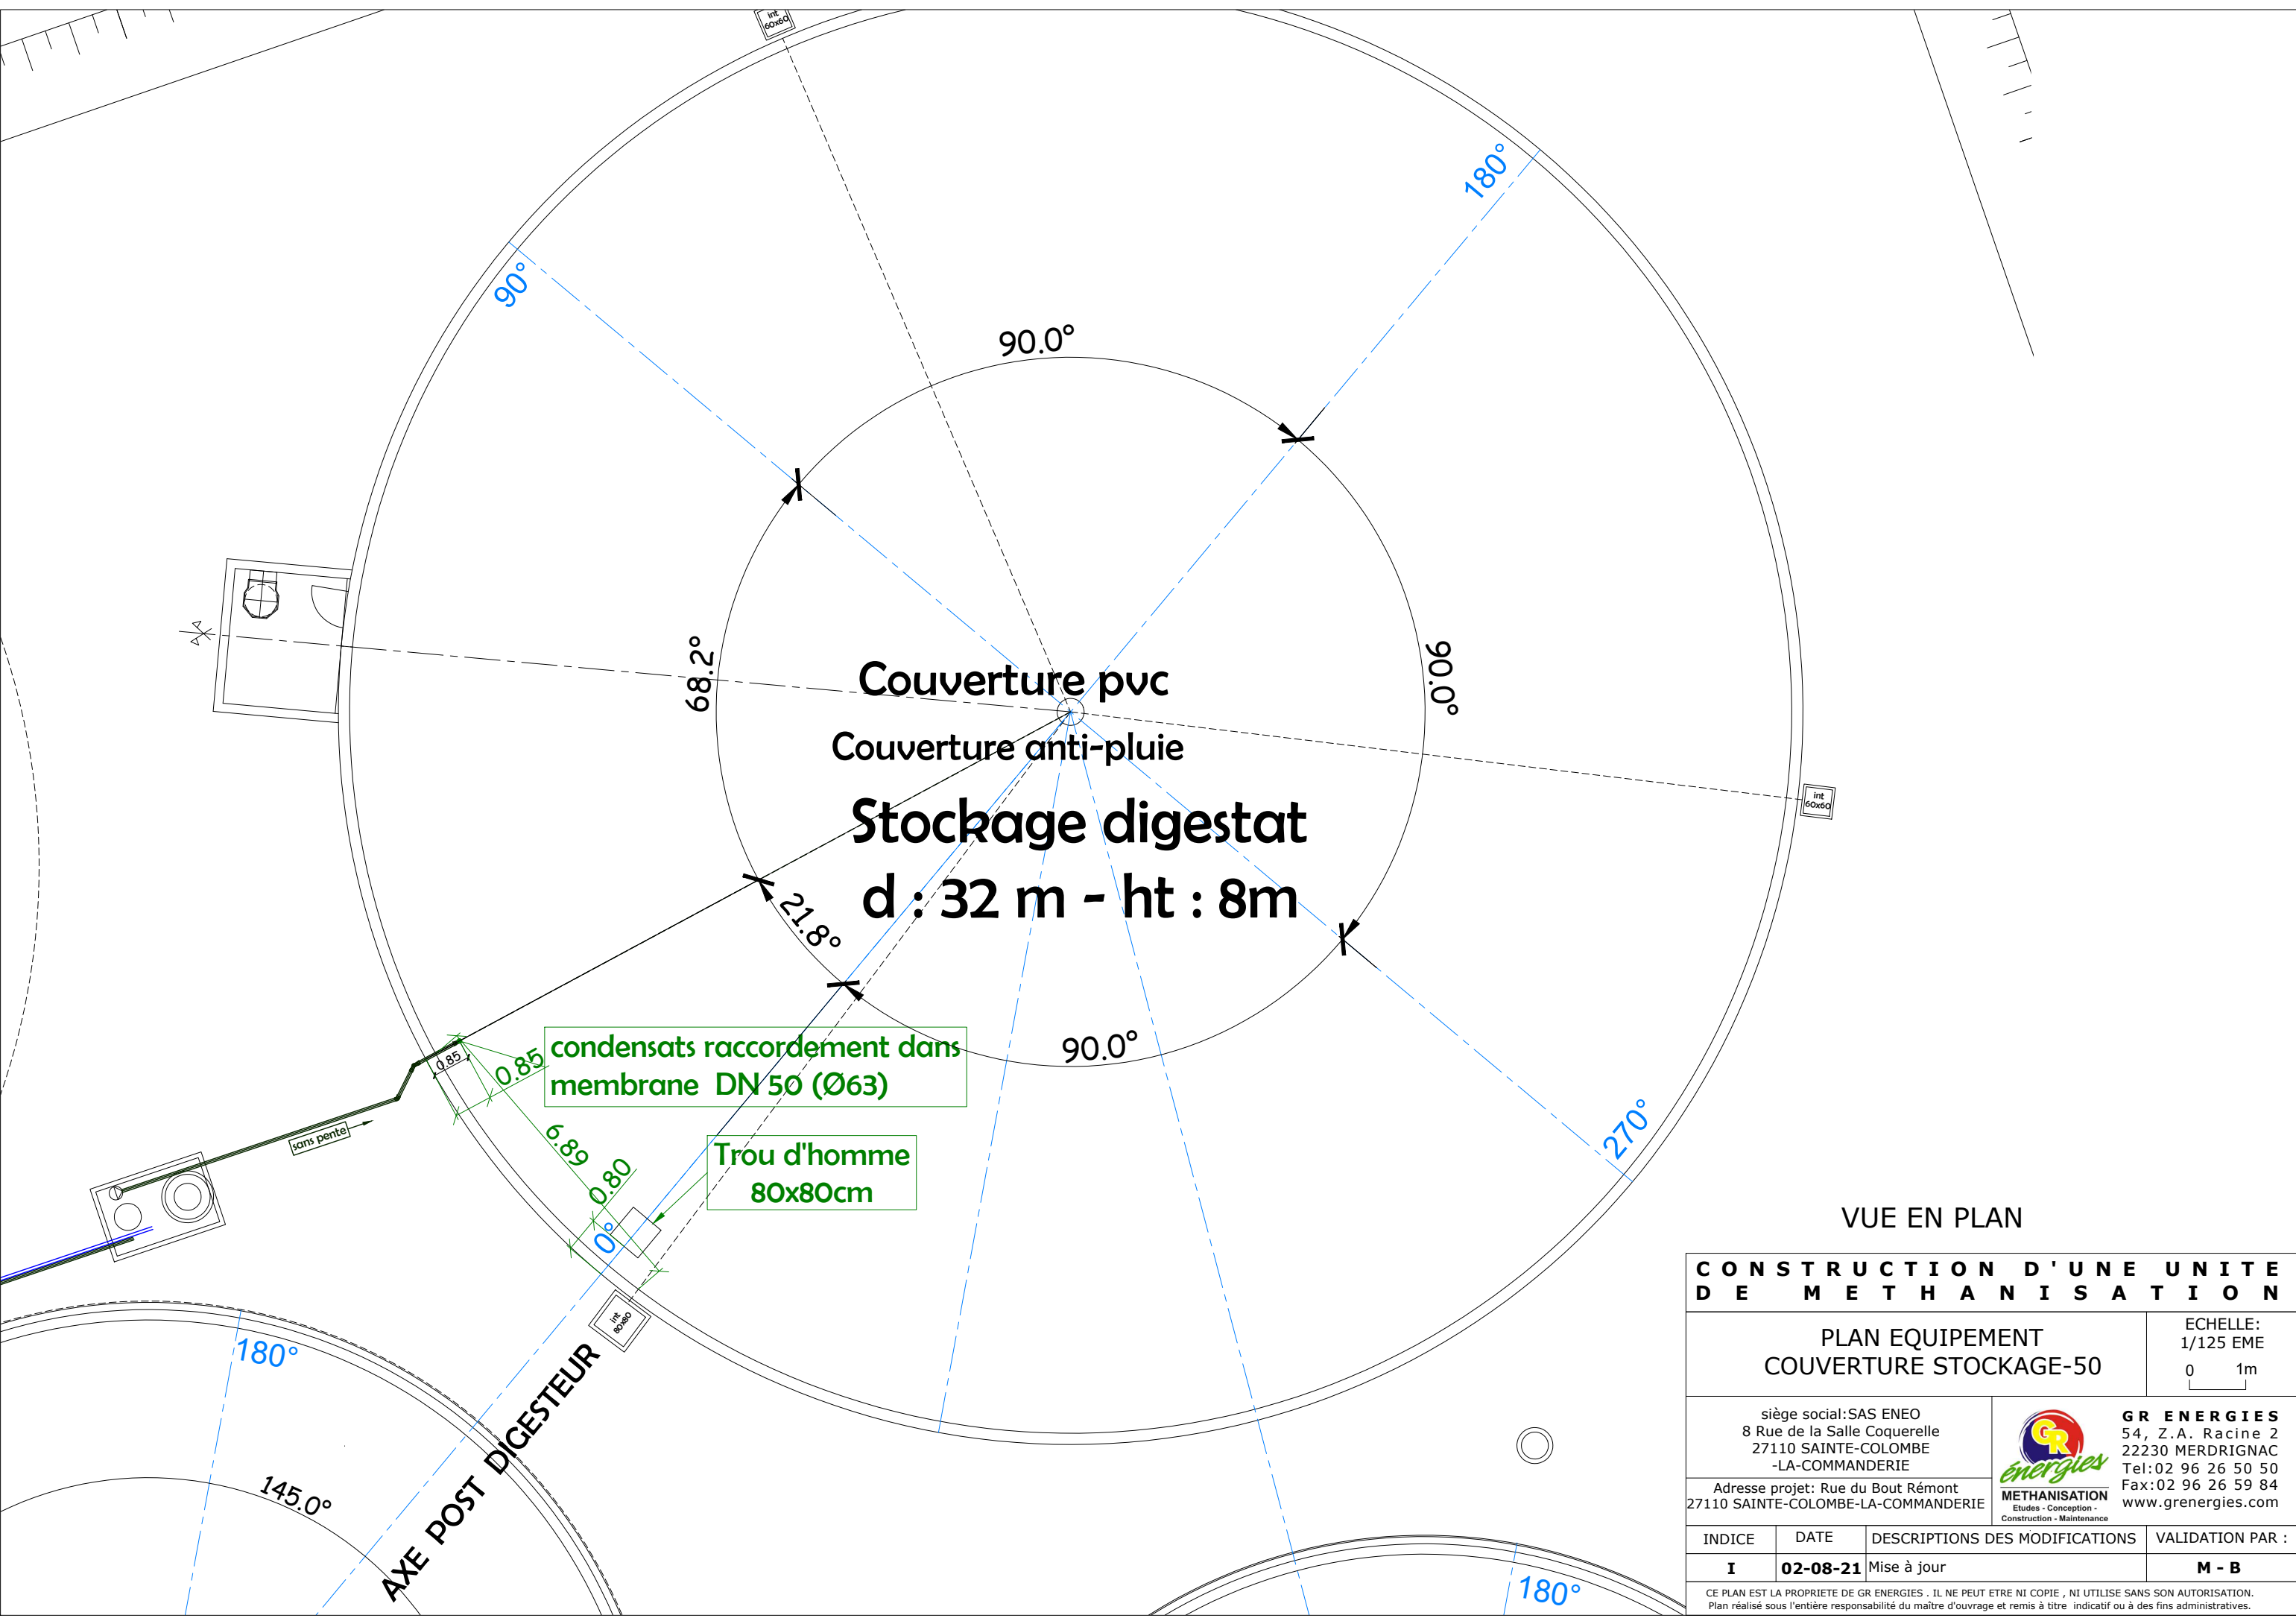 int
60x60
180°
90°
90.0°
68.2°
90.0°
Couverture pvc
Couverture anti-pluie
Stockage digestat
d : 32 m - ht : 8m
int
60x60
21.8°
90.0°
condensats raccordement dans
membrane DN 50 (Ø63)
0.85
0.85
sans pente
6.89
0.80
Trou d'homme
80x80cm
0°
270°
int
80x80
AXE POST DIGESTEUR
180°
145.0°
180°
VUE EN PLAN
CONSTRUCTION D'UNE UNITE
DE METHANISATION
PLAN EQUIPEMENT
COUVERTURE STOCKAGE-50
ECHELLE:
1/125 EME
0 1m
siège social:SAS ENEO
8 Rue de la Salle Coquerelle
27110 SAINTE-COLOMBE
-LA-COMMANDERIE
Adresse projet: Rue du Bout Rémont
27110 SAINTE-COLOMBE-LA-COMMANDERIE
GR
énergies
METHANISATION
Etudes - Conception -
Construction - Maintenance
GR ENERGIES
54, Z.A. Racine 2
22230 MERDRIGNAC
Tel:02 96 26 50 50
Fax:02 96 26 59 84
www.grenergies.com
INDICE DATE DESCRIPTIONS DES MODIFICATIONS VALIDATION PAR :
I 02-08-21 Mise à jour M - B
CE PLAN EST LA PROPRIETE DE GR ENERGIES . IL NE PEUT ETRE NI COPIE , NI UTILISE SANS SON AUTORISATION.
Plan réalisé sous l'entière responsabilité du maître d'ouvrage et remis à titre indicatif ou à des fins administratives.